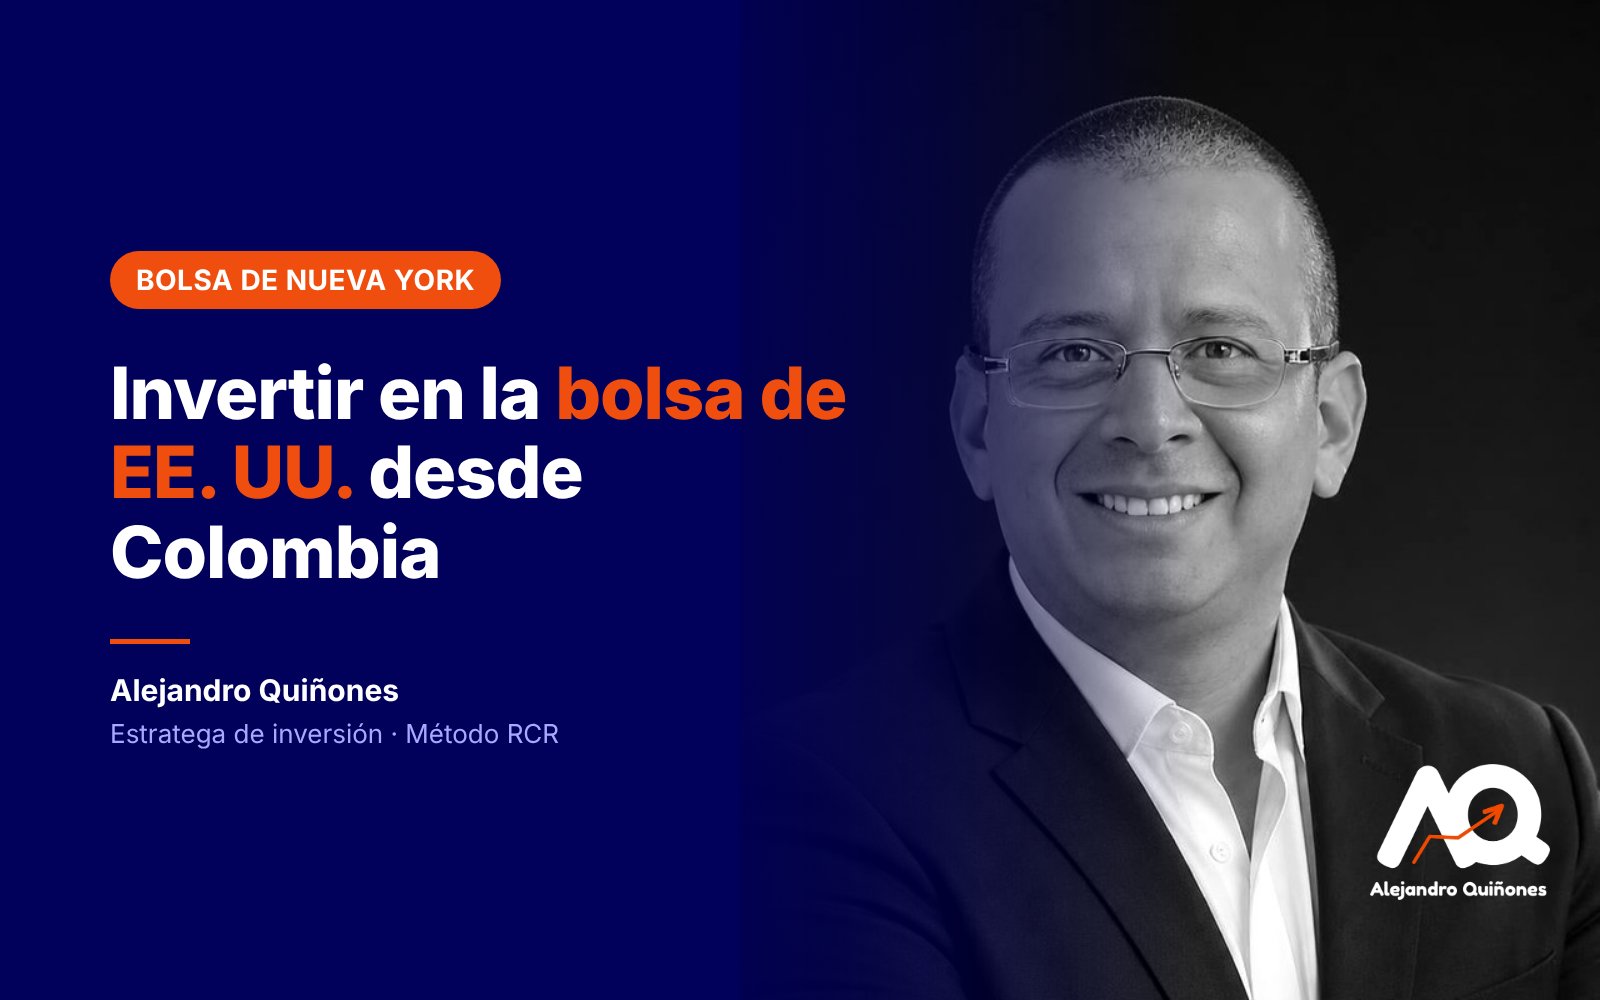 BOLSA DE NUEVA YORK
Invertir en la bolsa de
EE. UU. desde
Colombia
Alejandro Quiñones
Estratega de inversión · Método RCR
AQ
Alejandro Quiñones